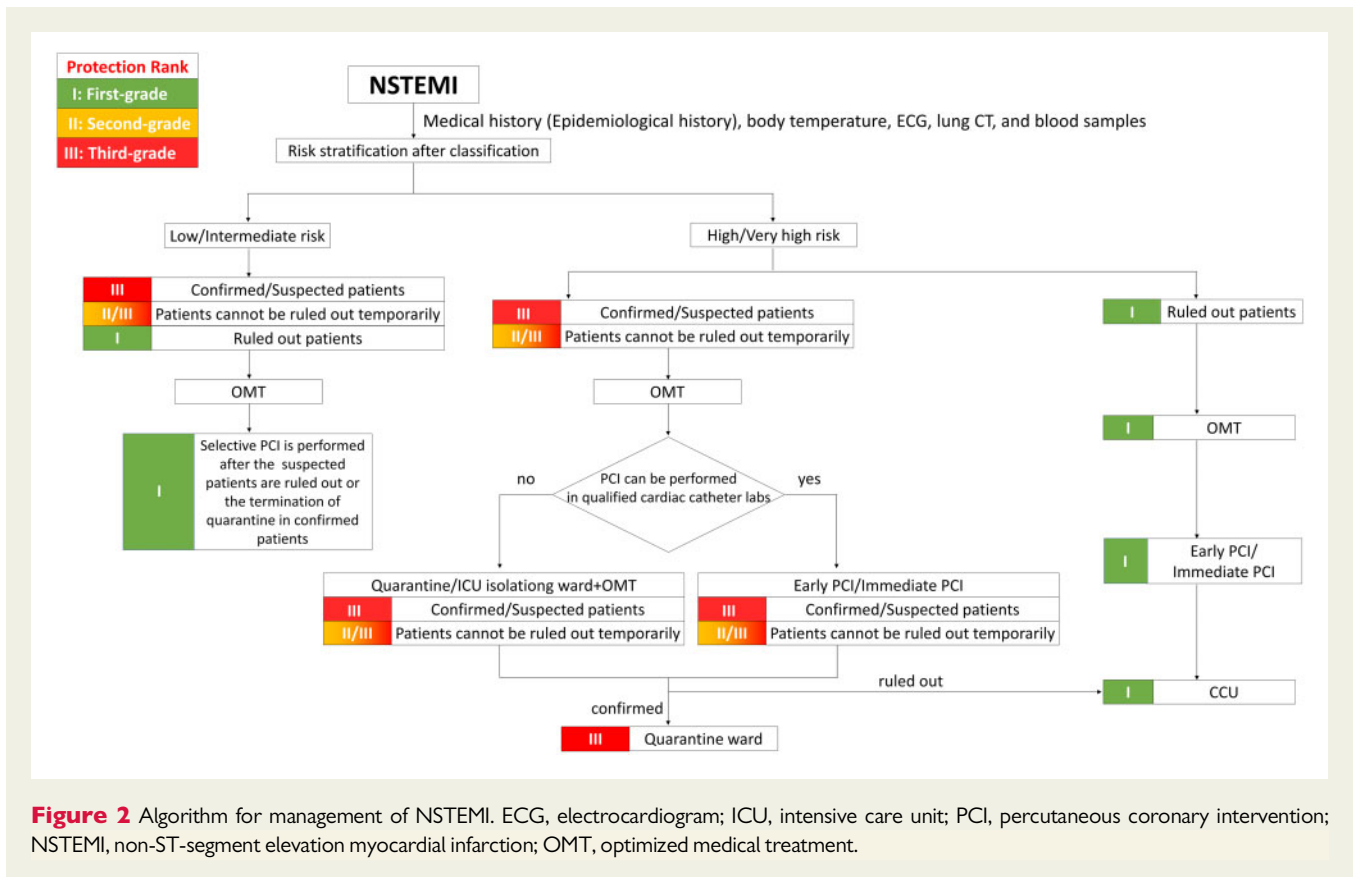 Protection Rank
I: First-grade
II: Second-grade
III: Third-grade
NSTEMI
Medical history (Epidemiological history), body temperature, ECG, lung CT, and blood samples
Risk stratification after classification
Low/Intermediate risk
High/Very high risk
III Confirmed/Suspected patients
II/III Patients cannot be ruled out temporarily
I Ruled out patients
III Confirmed/Suspected patients
II/III Patients cannot be ruled out temporarily
I Ruled out patients
OMT
OMT
I OMT
I
Selective PCI is performed
after the suspected
patients are ruled out or
the termination of
quarantine in confirmed
patients
no
PCI can be performed
in qualified cardiac catheter labs
yes
I
Early PCI/
Immediate PCI
Quarantine/ICU isolationg ward+OMT
III Confirmed/Suspected patients
II/III Patients cannot be ruled out temporarily
Early PCI/Immediate PCI
III Confirmed/Suspected patients
II/III Patients cannot be ruled out temporarily
ruled out
I CCU
confirmed
III Quarantine ward
Figure 2 Algorithm for management of NSTEMI. ECG, electrocardiogram; ICU, intensive care unit; PCI, percutaneous coronary intervention;
NSTEMI, non-ST-segment elevation myocardial infarction; OMT, optimized medical treatment.